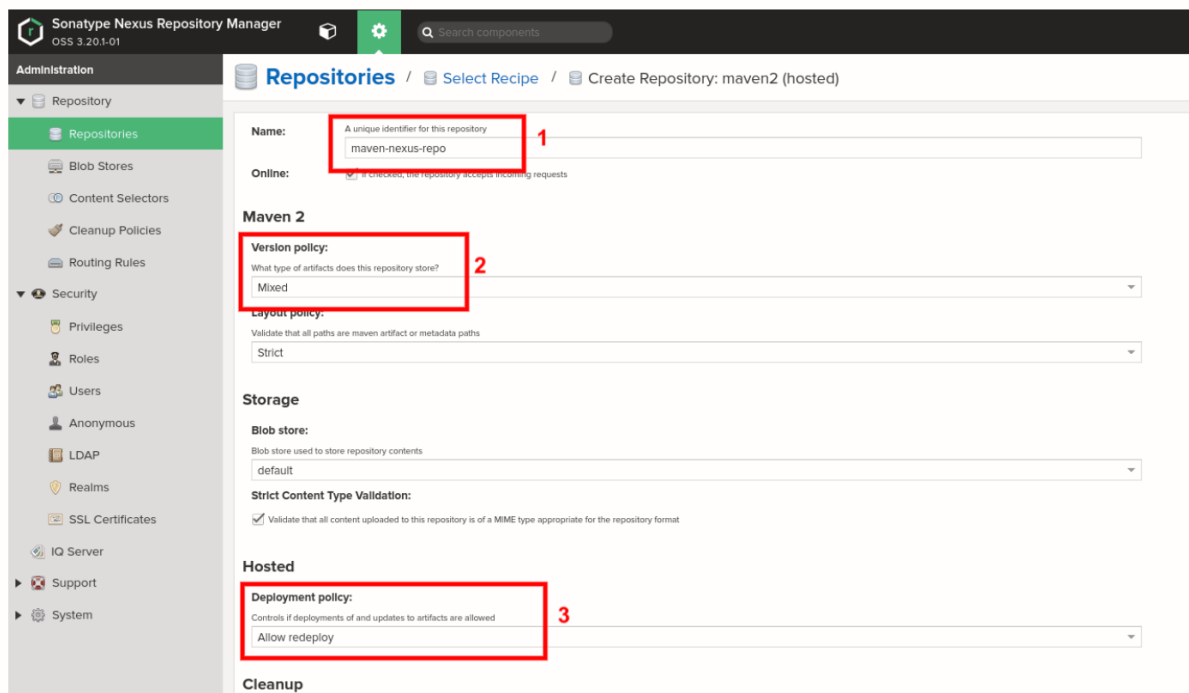 Sonatype Nexus Repository Manager
OSS 3.20.1-01
Search components
Administration
Repository
Repositories
Blob Stores
Content Selectors
Cleanup Policies
Routing Rules
Security
Privileges
Roles
Users
Anonymous
LDAP
Realms
SSL Certificates
IQ Server
Support
System
Repositories / Select Recipe / Create Repository: maven2 (hosted)
Name:
A unique identifier for this repository
1
maven-nexus-repo
Online:
If checked, the repository accepts incoming requests
Maven 2
Version policy:
What type of artifacts does this repository store?
2
Mixed
Layout policy:
Validate that all paths are maven artifact or metadata paths
Strict
Storage
Blob store:
Blob store used to store repository contents
default
Strict Content Type Validation:
Validate that all content uploaded to this repository is of a MIME type appropriate for the repository format
Hosted
Deployment policy:
Controls if deployments of and updates to artifacts are allowed
3
Allow redeploy
Cleanup